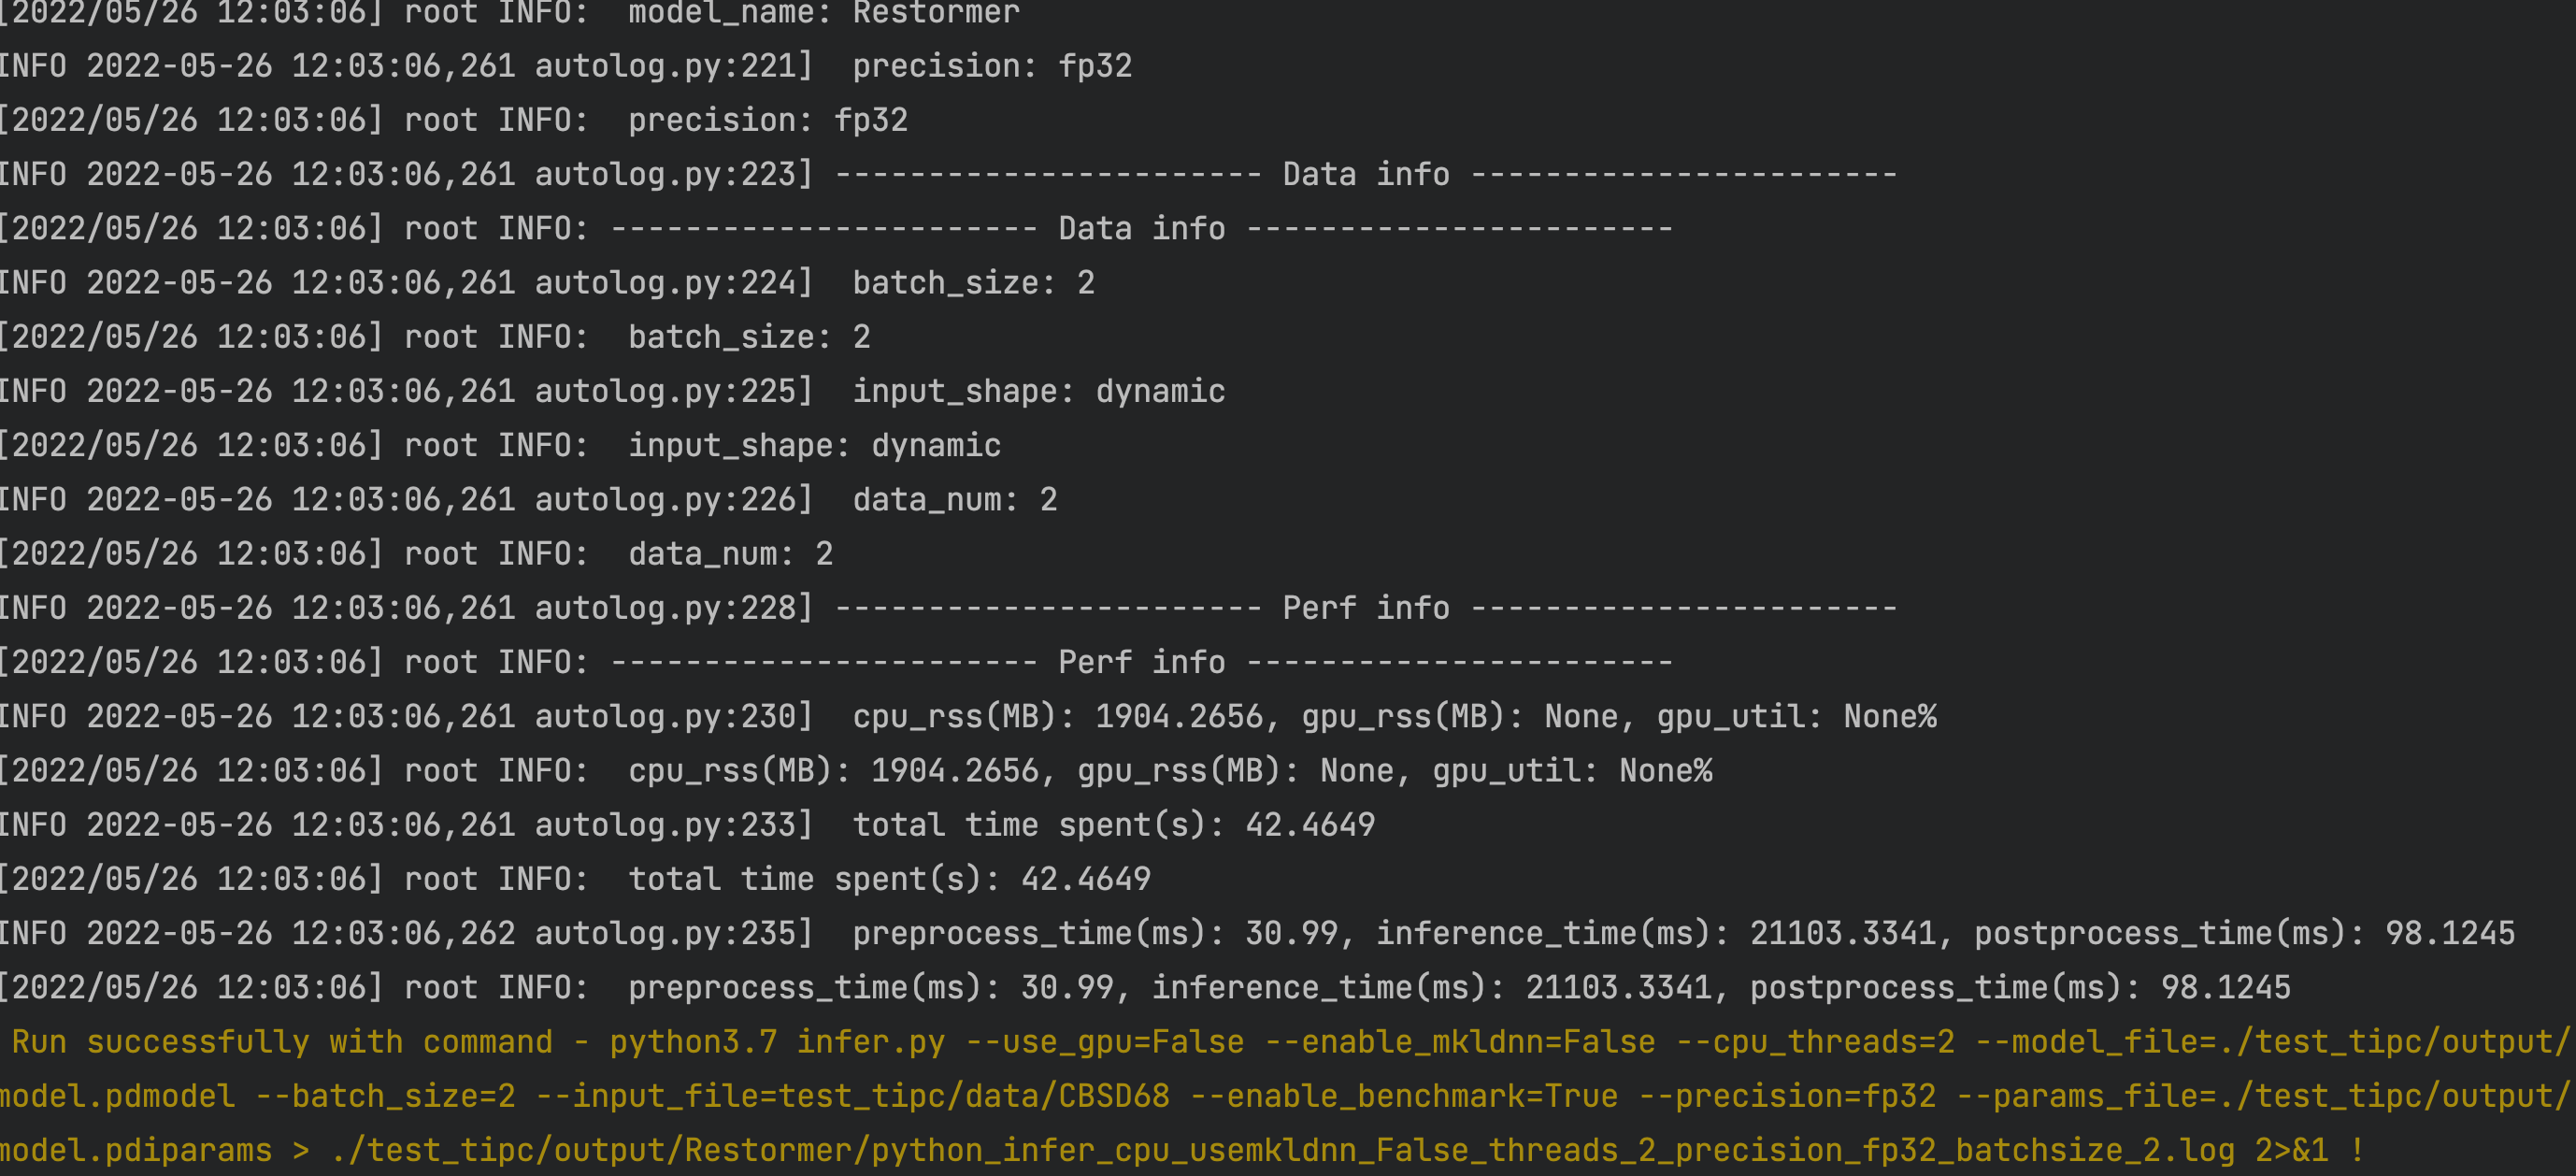 [2022/05/26 12:03:06] root INFO:  model_name: Restormer
INFO 2022-05-26 12:03:06,261 autolog.py:221]  precision: fp32
[2022/05/26 12:03:06] root INFO:  precision: fp32
INFO 2022-05-26 12:03:06,261 autolog.py:223] ----------------------- Data info -----------------------
[2022/05/26 12:03:06] root INFO: ----------------------- Data info -----------------------
INFO 2022-05-26 12:03:06,261 autolog.py:224]  batch_size: 2
[2022/05/26 12:03:06] root INFO:  batch_size: 2
INFO 2022-05-26 12:03:06,261 autolog.py:225]  input_shape: dynamic
[2022/05/26 12:03:06] root INFO:  input_shape: dynamic
INFO 2022-05-26 12:03:06,261 autolog.py:226]  data_num: 2
[2022/05/26 12:03:06] root INFO:  data_num: 2
INFO 2022-05-26 12:03:06,261 autolog.py:228] ----------------------- Perf info -----------------------
[2022/05/26 12:03:06] root INFO: ----------------------- Perf info -----------------------
INFO 2022-05-26 12:03:06,261 autolog.py:230]  cpu_rss(MB): 1904.2656, gpu_rss(MB): None, gpu_util: None%
[2022/05/26 12:03:06] root INFO:  cpu_rss(MB): 1904.2656, gpu_rss(MB): None, gpu_util: None%
INFO 2022-05-26 12:03:06,261 autolog.py:233]  total time spent(s): 42.4649
[2022/05/26 12:03:06] root INFO:  total time spent(s): 42.4649
INFO 2022-05-26 12:03:06,262 autolog.py:235]  preprocess_time(ms): 30.99, inference_time(ms): 21103.3341, postprocess_time(ms): 98.1245
[2022/05/26 12:03:06] root INFO:  preprocess_time(ms): 30.99, inference_time(ms): 21103.3341, postprocess_time(ms): 98.1245
Run successfully with command - python3.7 infer.py --use_gpu=False --enable_mkldnn=False --cpu_threads=2 --model_file=./test_tipc/output/
model.pdmodel --batch_size=2 --input_file=test_tipc/data/CBSD68 --enable_benchmark=True --precision=fp32 --params_file=./test_tipc/output/
model.pdiparams > ./test_tipc/output/Restormer/python_infer_cpu_usemkldnn_False_threads_2_precision_fp32_batchsize_2.log 2>&1 !